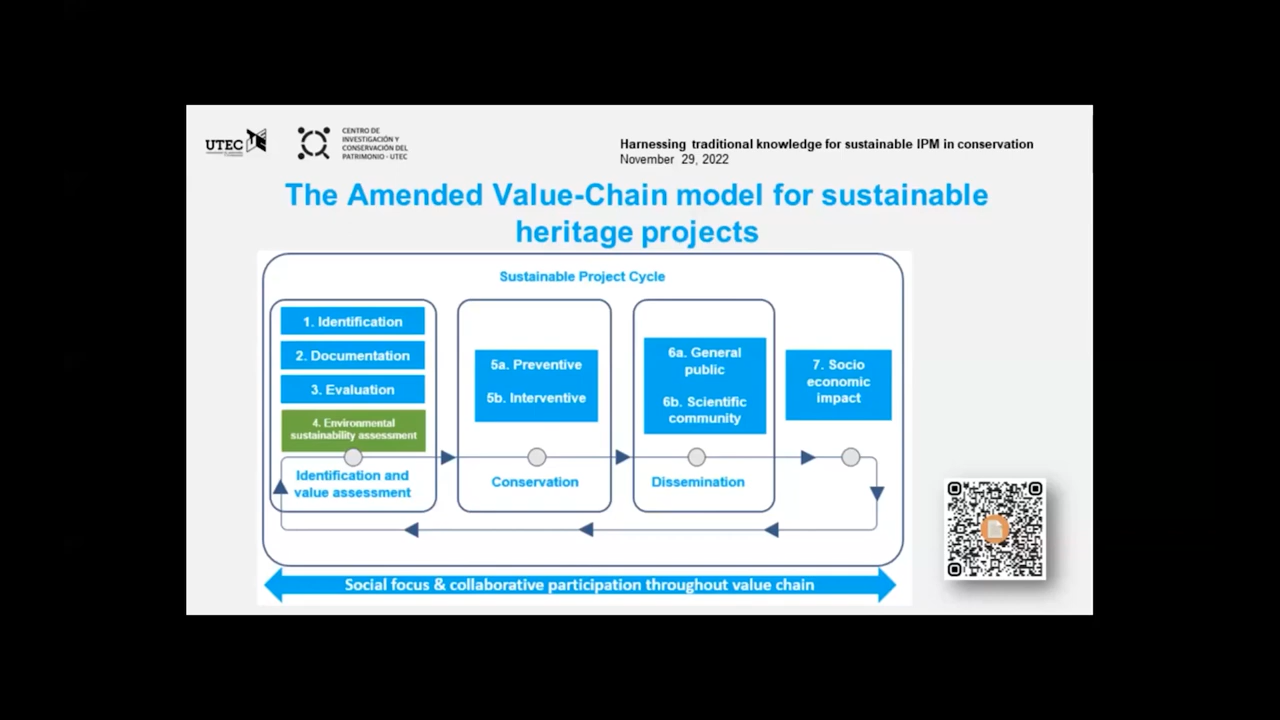 UTEC
CENTRO DE
INVESTIGACIÓN Y
CONSERVACIÓN DEL
PATRIMONIO - UTEC
Harnessing traditional knowledge for sustainable IPM in conservation
November 29, 2022
The Amended Value-Chain model for sustainable
heritage projects
Sustainable Project Cycle
1. Identification
2. Documentation
3. Evaluation
4. Environmental
sustainability assessment
Identification and
value assessment
5a. Preventive
5b. Interventive
Conservation
6a. General
public
6b. Scientific
community
Dissemination
7. Socio
economic
impact
Social focus & collaborative participation throughout value chain